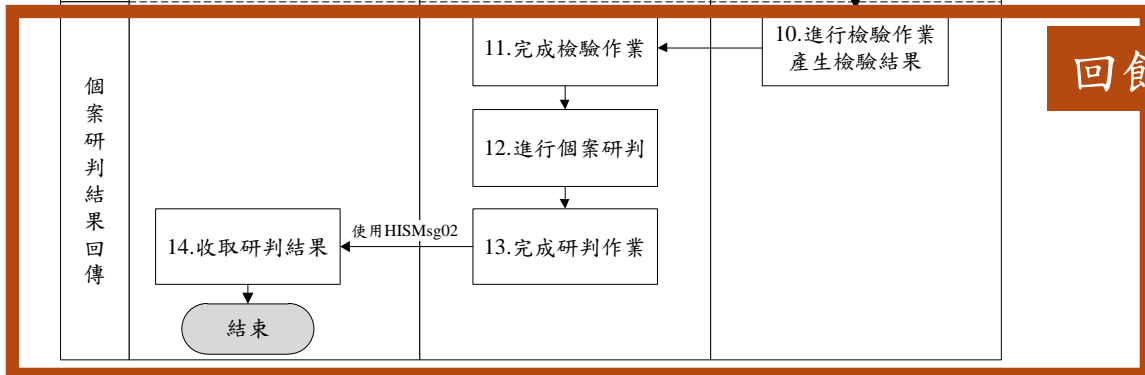 個案研判結果回傳
11.完成檢驗作業
10.進行檢驗作業
產生檢驗結果
回
12.進行個案研判
14.收取研判結果
使用HISMsg02
13.完成研判作業
結束